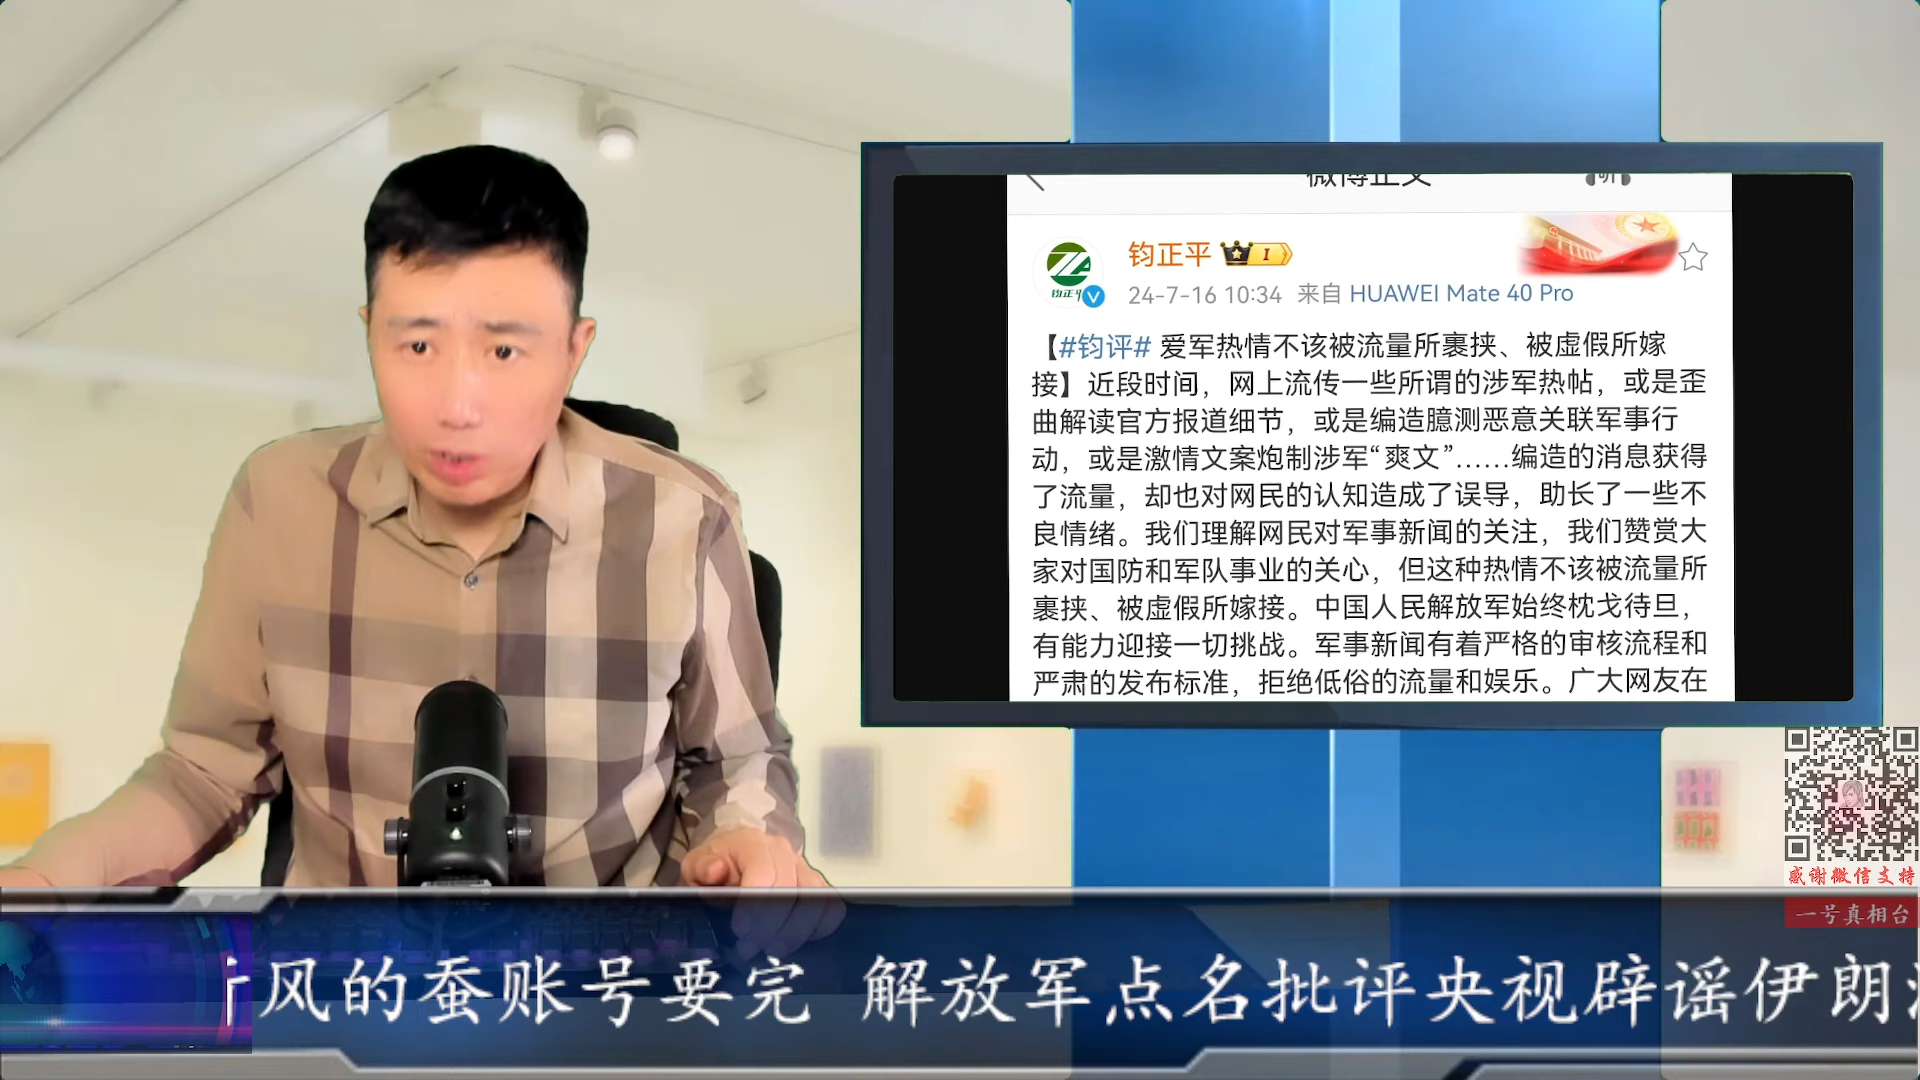 微博正文
听
钧正平 I
钧正平
24-7-16 10:34 来自 HUAWEI Mate 40 Pro
【#钧评# 爱军热情不该被流量所裹挟、被虚假所嫁
接】近段时间，网上流传一些所谓的涉军热帖，或是歪
曲解读官方报道细节，或是编造臆测恶意关联军事行
动，或是激情文案炮制涉军“爽文”……编造的消息获得
了流量，却也对网民的认知造成了误导，助长了一些不
良情绪。我们理解网民对军事新闻的关注，我们赞赏大
家对国防和军队事业的关心，但这种热情不该被流量所
裹挟、被虚假所嫁接。中国人民解放军始终枕戈待旦，
有能力迎接一切挑战。军事新闻有着严格的审核流程和
严肃的发布标准，拒绝低俗的流量和娱乐。广大网友在
感谢微信支持
一号真相台
风的蚕账号要完 解放军点名批评央视辟谣伊朗